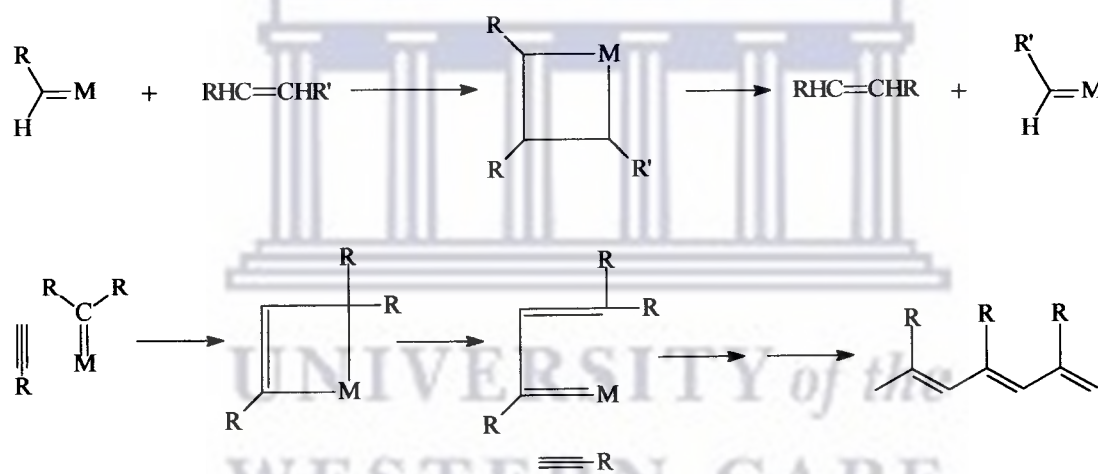 R
R M
C=M + RHC=CHR' RHC=CHR + C=M
H R R' H
R'
R
R R R R R R R
C
M
R
R M R M
≡R
UNIVERSITY of the
WESTERN CAPE